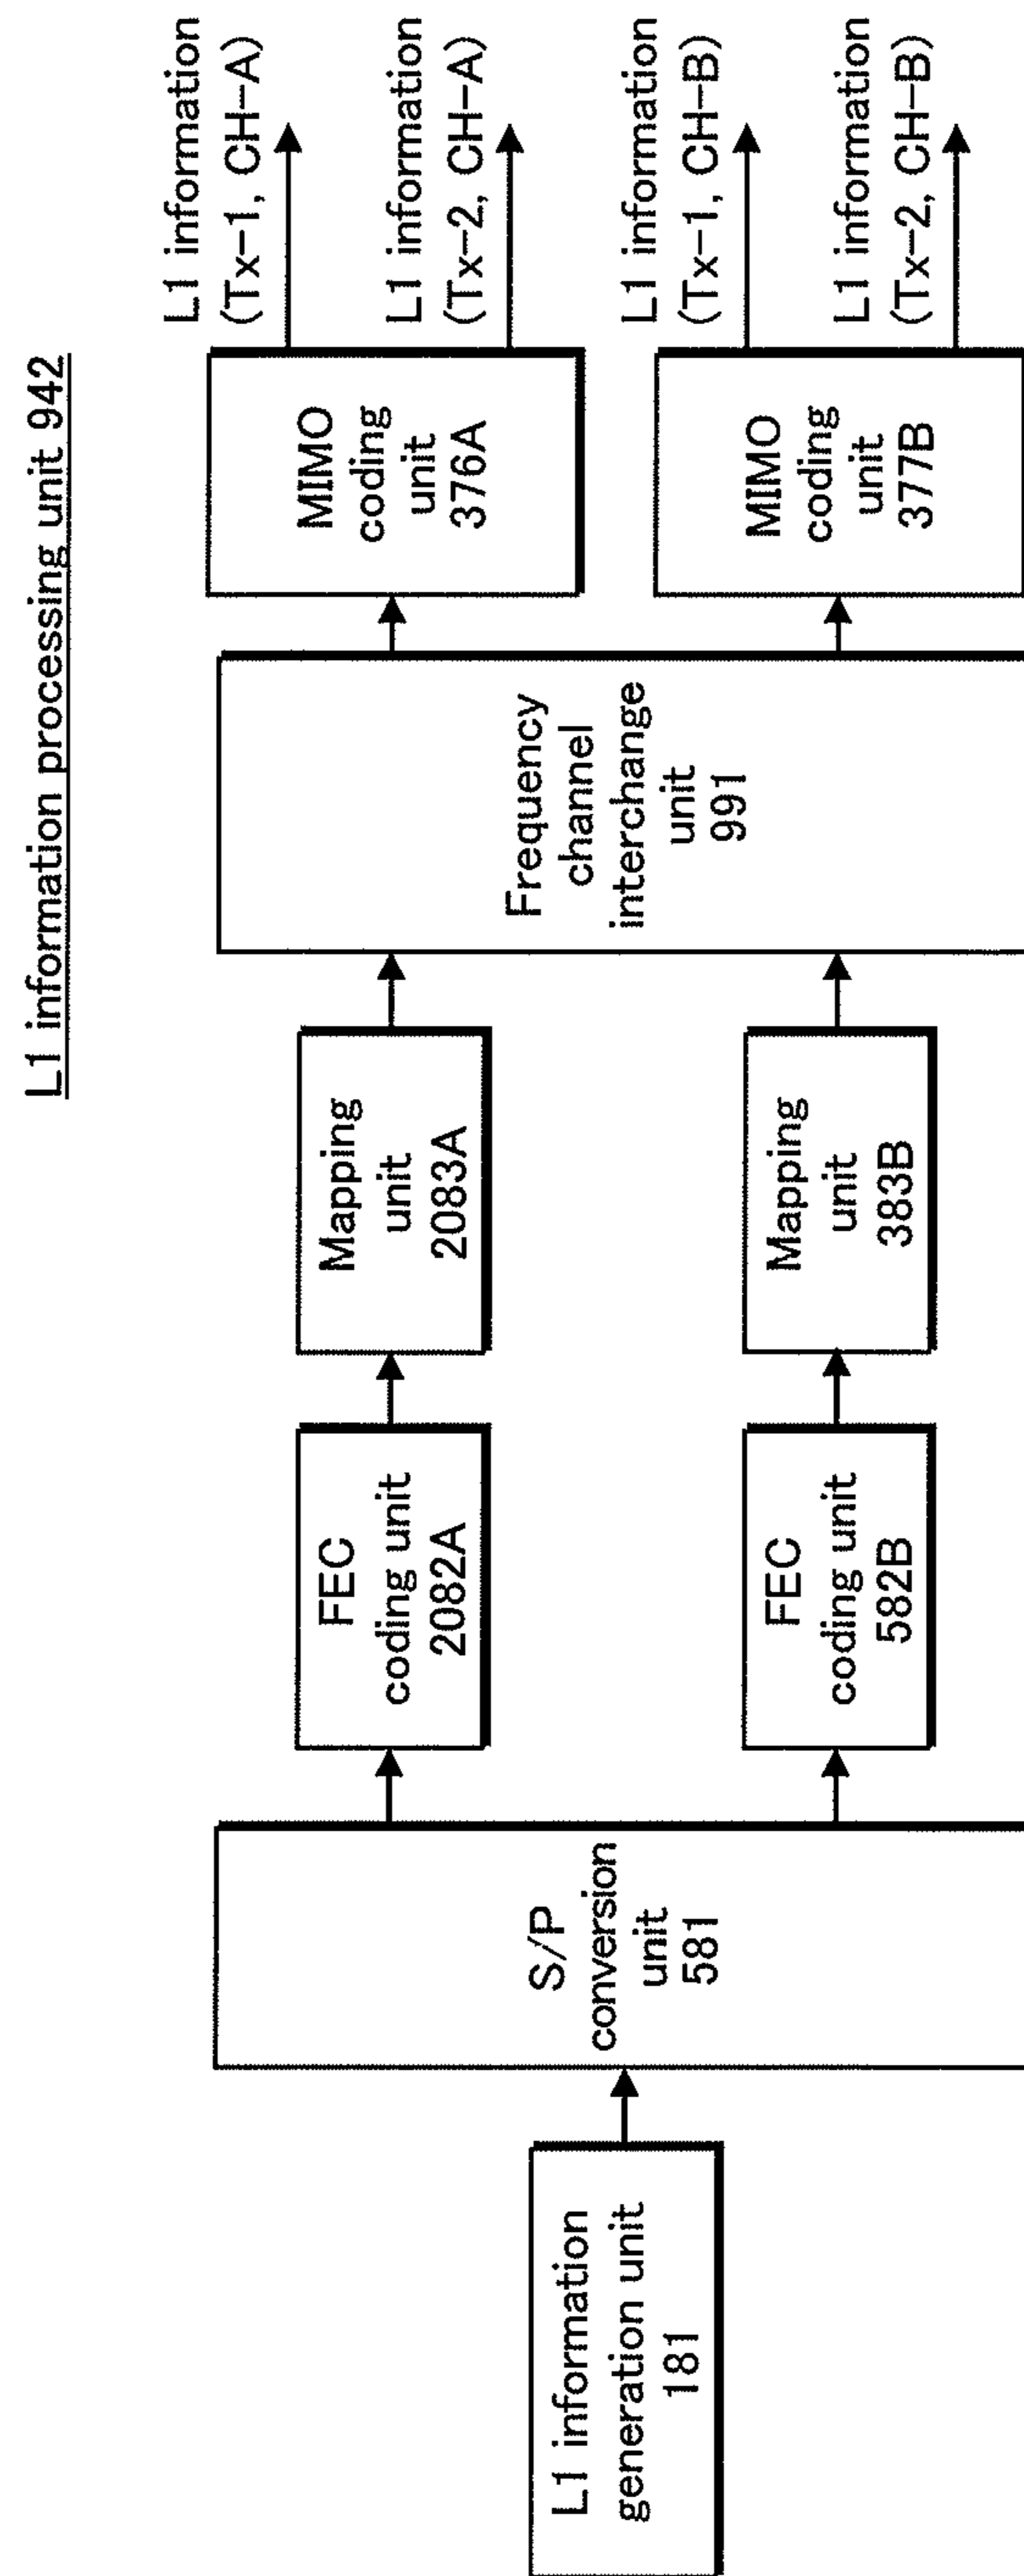 L1 information processing unit 942
L1 information
generation unit
181
S/P
conversion
unit
581
FEC
coding unit
2082A
Mapping
unit
2083A
FEC
coding unit
582B
Mapping
unit
383B
Frequency
channel
interchange
unit
991
MIMO
coding
unit
376A
MIMO
coding
unit
377B
L1 information
(Tx-1, CH-A)
L1 information
(Tx-2, CH-A)
L1 information
(Tx-1, CH-B)
L1 information
(Tx-2, CH-B)